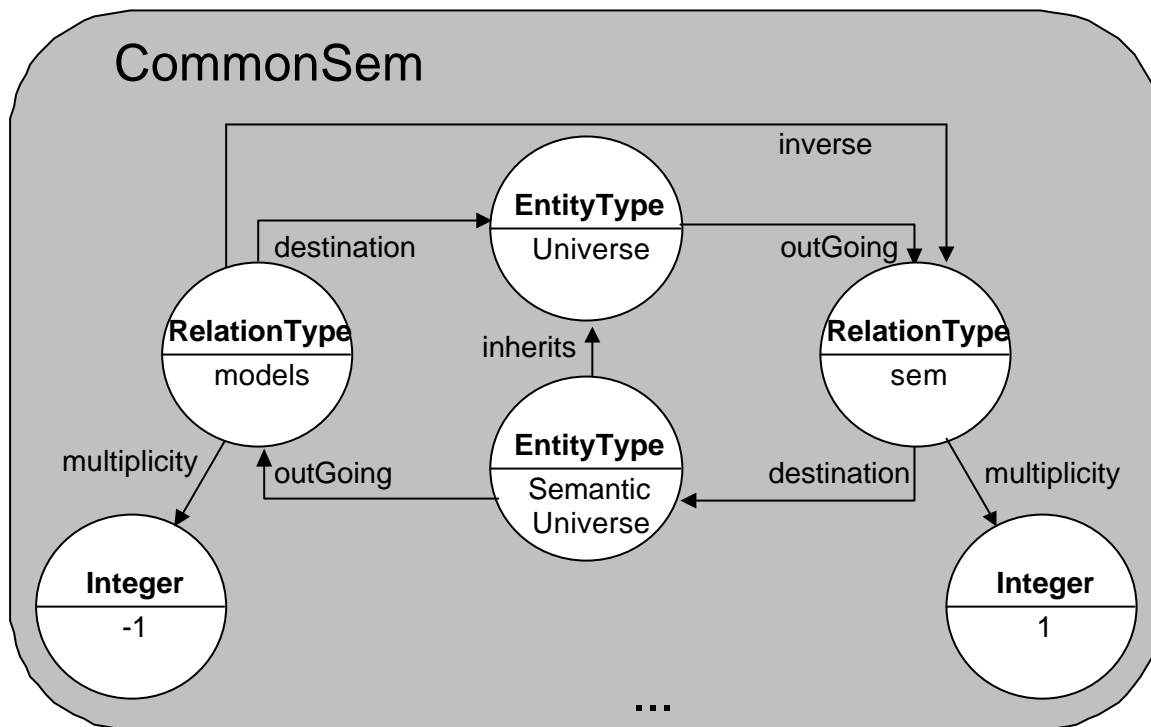 CommonSem
inverse
EntityType
Universe
destination
outGoing
RelationType
models
inherits
RelationType
sem
multiplicity
outGoing
EntityType
Semantic
Universe
destination
multiplicity
Integer
-1
Integer
1
...